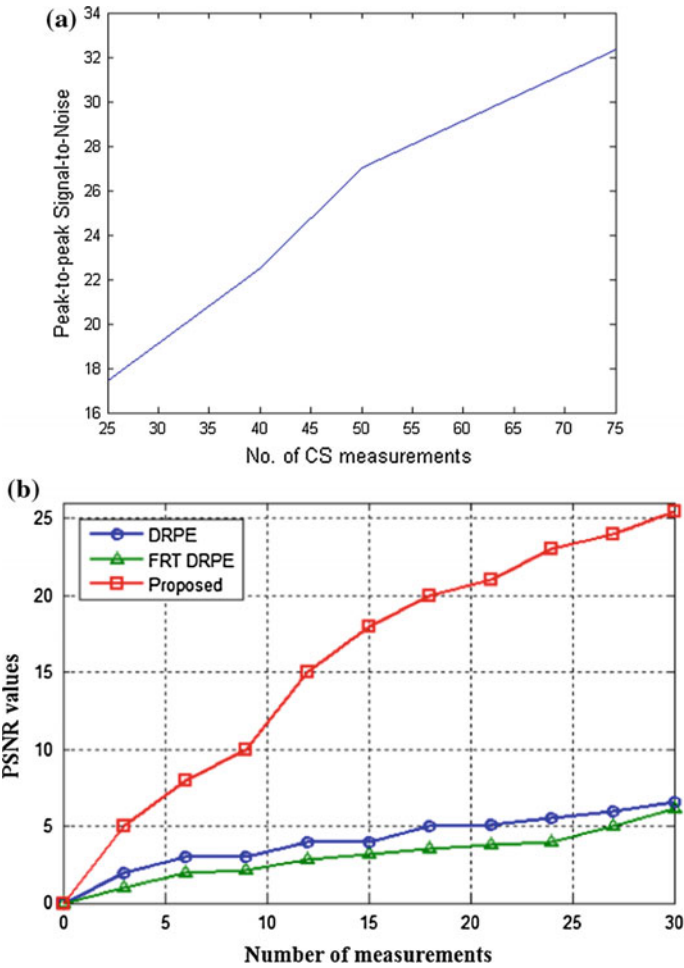 (a)
34
32
30
28
26
24
22
20
18
16
Peak-to-peak Signal-to-Noise
25 30 35 40 45 50 55 60 65 70 75
No. of CS measurements
(b)
25
20
15
10
5
0
PSNR values
DRPE
FRT DRPE
Proposed
0 5 10 15 20 25 30
Number of measurements